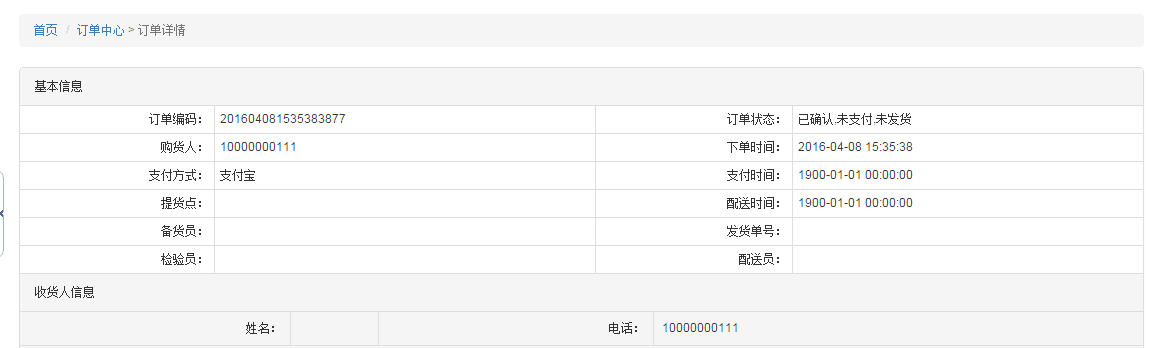 首页 / 订单中心 > 订单详情
基本信息
订单编码： 201604081535383877 订单状态： 已确认,未支付,未发货
购货人： 10000000111 下单时间： 2016-04-08 15:35:38
支付方式： 支付宝 支付时间： 1900-01-01 00:00:00
提货点： 配送时间： 1900-01-01 00:00:00
备货员： 发货单号：
检验员： 配送员：
收货人信息
姓名： 电话： 10000000111